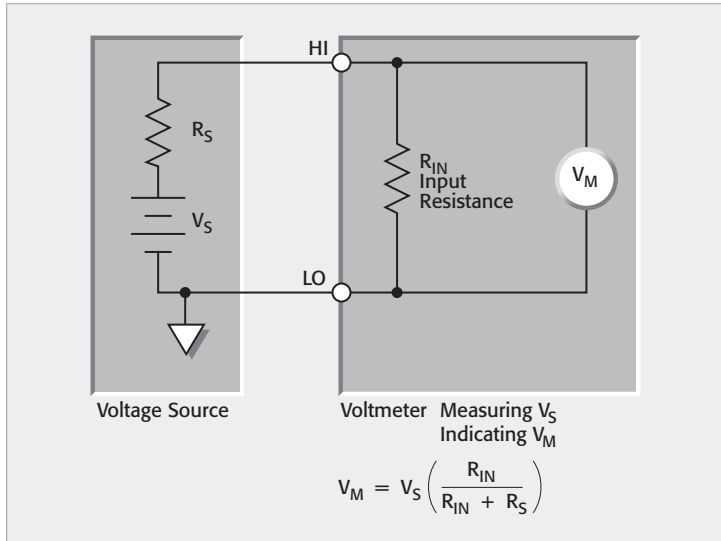 HI
R_S
R_IN
Input
Resistance
V_M
V_S
LO
Voltage Source
Voltmeter Measuring V_S
Indicating V_M
V_M = V_S ( R_IN / (R_IN + R_S) )